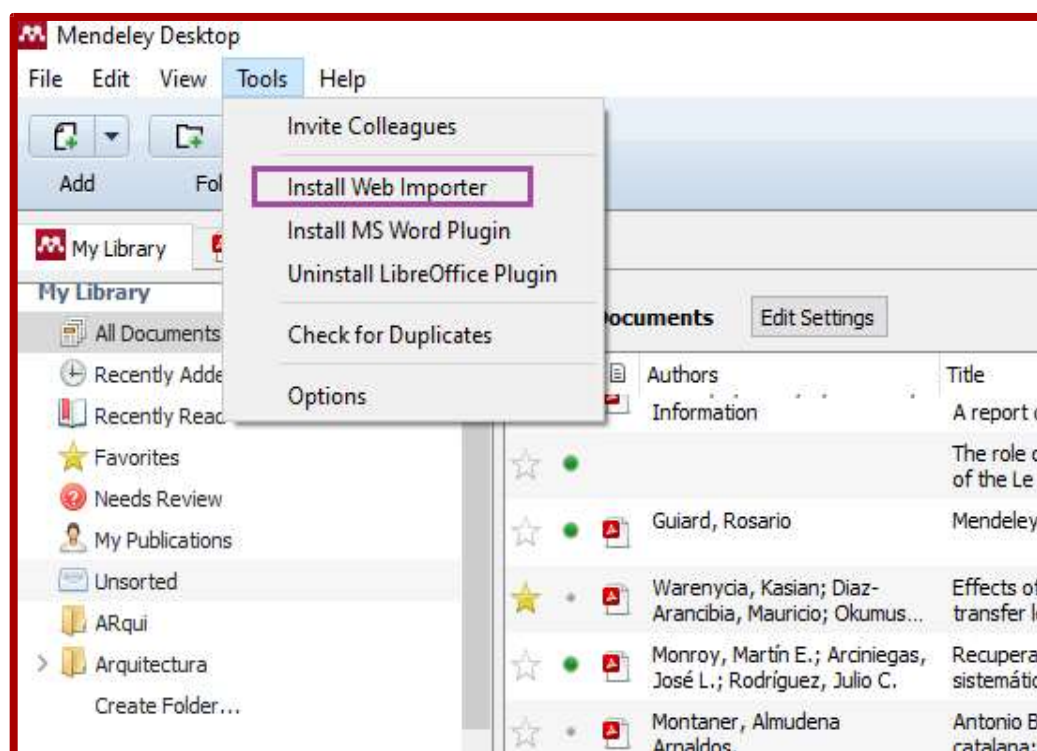 Mendeley Desktop
File Edit View Tools Help
Invite Colleagues
Install Web Importer
Install MS Word Plugin
Uninstall LibreOffice Plugin
Check for Duplicates
Options
Add
My Library
My Library
All Documents
Recently
Recently
Favorites
Needs Review
My Publications
Unsorted
ARqui
Arquitectura
Create Folder...
Edit Settings
Authors Title
Information A report
The role
of the Le
Guiard, Rosario Mendeley
Warenycia, Kasian; Diaz- Effects of
Arancibia, Mauricio; Okumus... transfer
Monroy, Martín E.; Arciniegas, Recupera
José L.; Rodríguez, Julio C. sistemátic
Montaner, Almudena Antonio B
Arnaldos catalana: